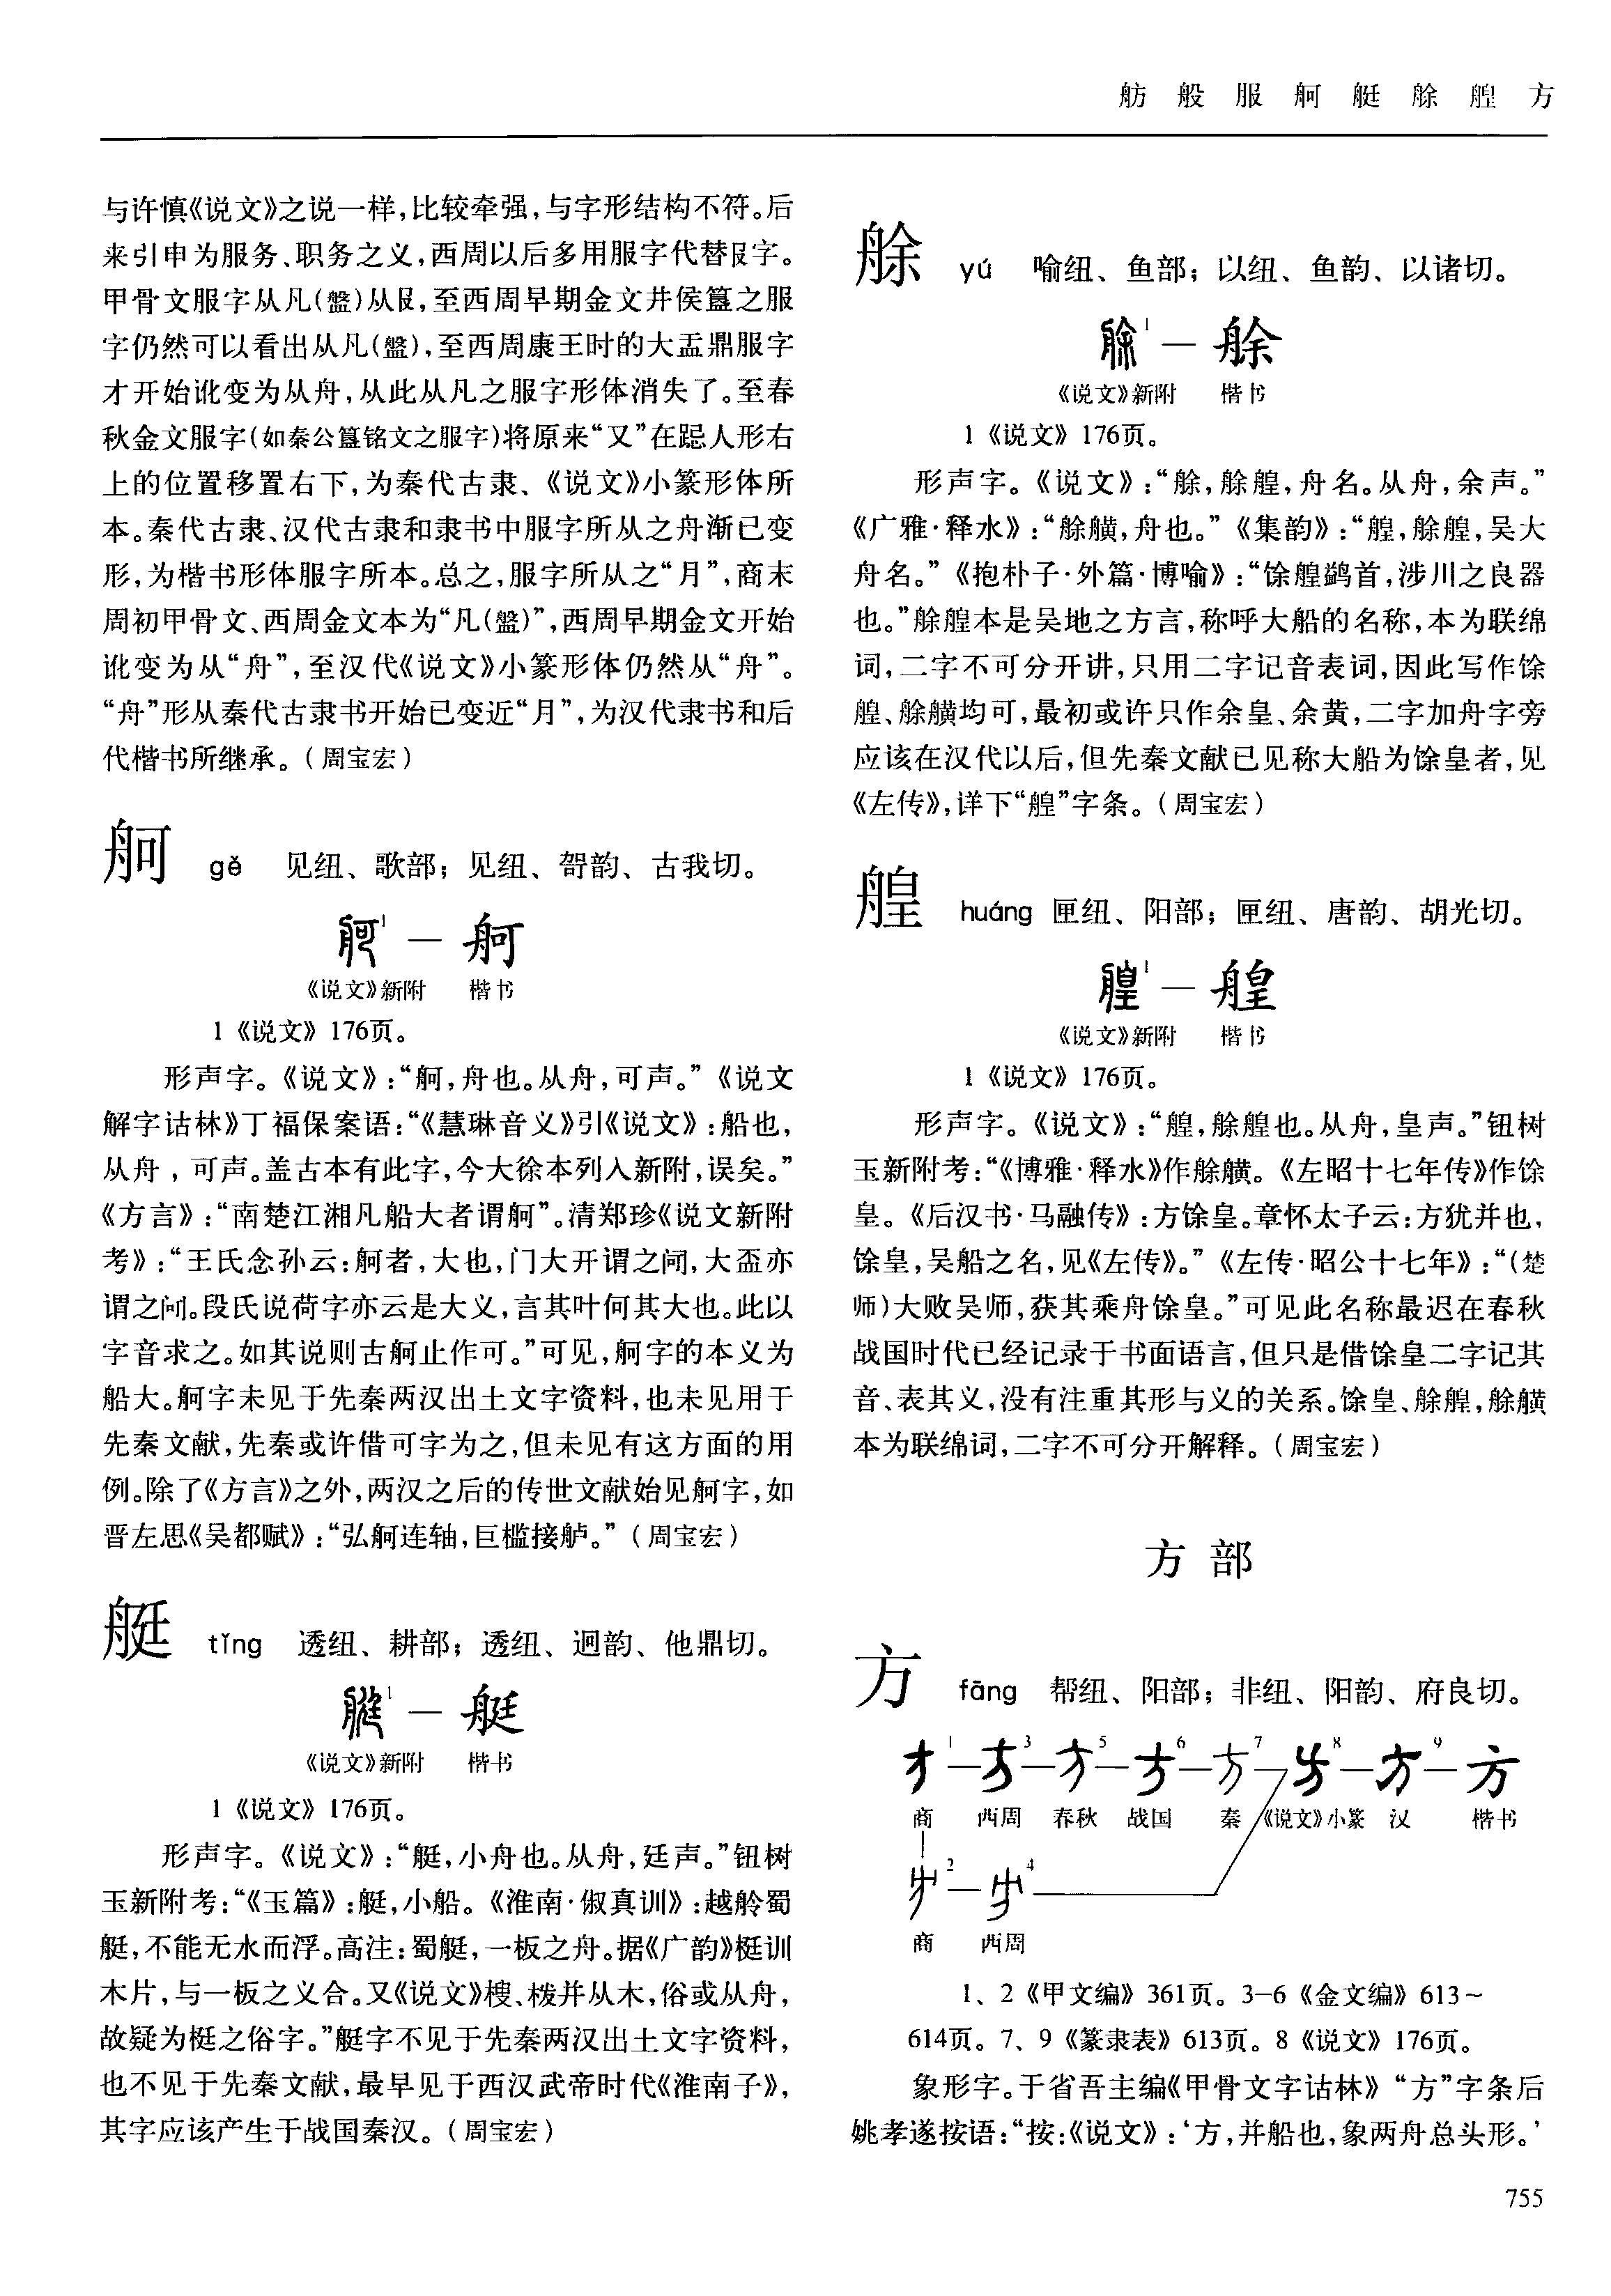 舫 般 服 舸 艇 艅 艎 方
与许慎《说文》之说一样,比较牵强,与字形结构不符。后
来引申为服务、职务之义,西周以后多用服字代替𠬝字。
甲骨文服字从凡(盤)从𠬝,至西周早期金文井侯簋之服
字仍然可以看出从凡(盤),至西周康王时的大盂鼎服字
才开始讹变为从舟,从此从凡之服字形体消失了。至春
秋金文服字(如秦公簋铭文之服字)将原来“又”在跽人形右
上的位置移置右下,为秦代古隶、《说文》小篆形体所
本。秦代古隶、汉代古隶和隶书中服字所从之舟渐已变
形,为楷书形体服字所本。总之,服字所从之“月”,商末
周初甲骨文、西周金文本为“凡(盤)”,西周早期金文开始
讹变为从“舟”,至汉代《说文》小篆形体仍然从“舟”。
“舟”形从秦代古隶书开始已变近“月”,为汉代隶书和后
代楷书所继承。(周宝宏)
舸 gě 见纽、歌部；见纽、哿韵、古我切。
舸¹—舸
《说文》新附 楷书
1《说文》176页。
形声字。《说文》:“舸,舟也。从舟,可声。”《说文
解字诂林》丁福保案语:“《慧琳音义》引《说文》:船也,
从舟,可声。盖古本有此字,今大徐本列入新附,误矣。”
《方言》:“南楚江湘凡船大者谓舸”。清郑珍《说文新附
考》:“王氏念孙云:舸者,大也,门大开谓之闁,大盃亦
谓之閜。段氏说荷字亦云是大义,言其叶何其大也。此以
字音求之。如其说则古舸止作可。”可见,舸字的本义为
船大。舸字未见于先秦两汉出土文字资料,也未见用于
先秦文献,先秦或许借可字为之,但未见有这方面的用
例。除了《方言》之外,两汉之后的传世文献始见舸字,如
晋左思《吴都赋》:“弘舸连轴,巨槛接舻。”(周宝宏)
艇 tǐng 透纽、耕部；透纽、迥韵、他鼎切。
艇¹—艇
《说文》新附 楷书
1《说文》176页。
形声字。《说文》:“艇,小舟也。从舟,廷声。”钮树
玉新附考:“《玉篇》:艇,小船。《淮南·俶真训》:越舲蜀
艇,不能无水而浮。高注:蜀艇,一板之舟。据《广韵》梃训
木片,与一板之义合。又《说文》㮴、橃并从木,俗或从舟,
故疑为梃之俗字。”艇字不见于先秦两汉出土文字资料,
也不见于先秦文献,最早见于西汉武帝时代《淮南子》,
其字应该产生于战国秦汉。(周宝宏)
艅 yú 喻纽、鱼部；以纽、鱼韵、以诸切。
艅¹—艅
《说文》新附 楷书
1《说文》176页。
形声字。《说文》:“艅,艅艎,舟名。从舟,余声。”
《广雅·释水》:“艅䑟,舟也。”《集韵》:“艎,艅艎,吴大
舟名。”《抱朴子·外篇·博喻》:“馀艎鹢首,涉川之良器
也。”艅艎本是吴地之方言,称呼大船的名称,本为联绵
词,二字不可分开讲,只用二字记音表词,因此写作馀
艎、艅䑟均可,最初或许只作余皇、余黄,二字加舟字旁
应该在汉代以后,但先秦文献已见称大船为馀皇者,见
《左传》,详下“艎”字条。(周宝宏)
艎 huáng 匣纽、阳部；匣纽、唐韵、胡光切。
艎¹—艎
《说文》新附 楷书
1《说文》176页。
形声字。《说文》:“艎,艅艎也。从舟,皇声。”钮树
玉新附考:“《博雅·释水》作艅䑟。《左昭十七年传》作馀
皇。《后汉书·马融传》:方馀皇。章怀太子云:方犹并也,
馀皇,吴船之名,见《左传》。”《左传·昭公十七年》:“(楚
师)大败吴师,获其乘舟馀皇。”可见此名称最迟在春秋
战国时代已经记录于书面语言,但只是借馀皇二字记其
音、表其义,没有注重其形与义的关系。馀皇、艅艎,艅䑟
本为联绵词,二字不可分开解释。(周宝宏)
方部
方 fāng 帮纽、阳部；非纽、阳韵、府良切。
方¹—方³—方⁵—方⁶—方⁷—方⁸—方⁹—方
商 西周 春秋 战国 秦 《说文》小篆 汉 楷书
方²—方⁴
商 西周
1、2《甲文编》361页。3-6《金文编》613～
614页。7、9《篆隶表》613页。8《说文》176页。
象形字。于省吾主编《甲骨文字诂林》“方”字条后
姚孝遂按语:“按:《说文》:‘方,并船也,象两舟总头形。’
755